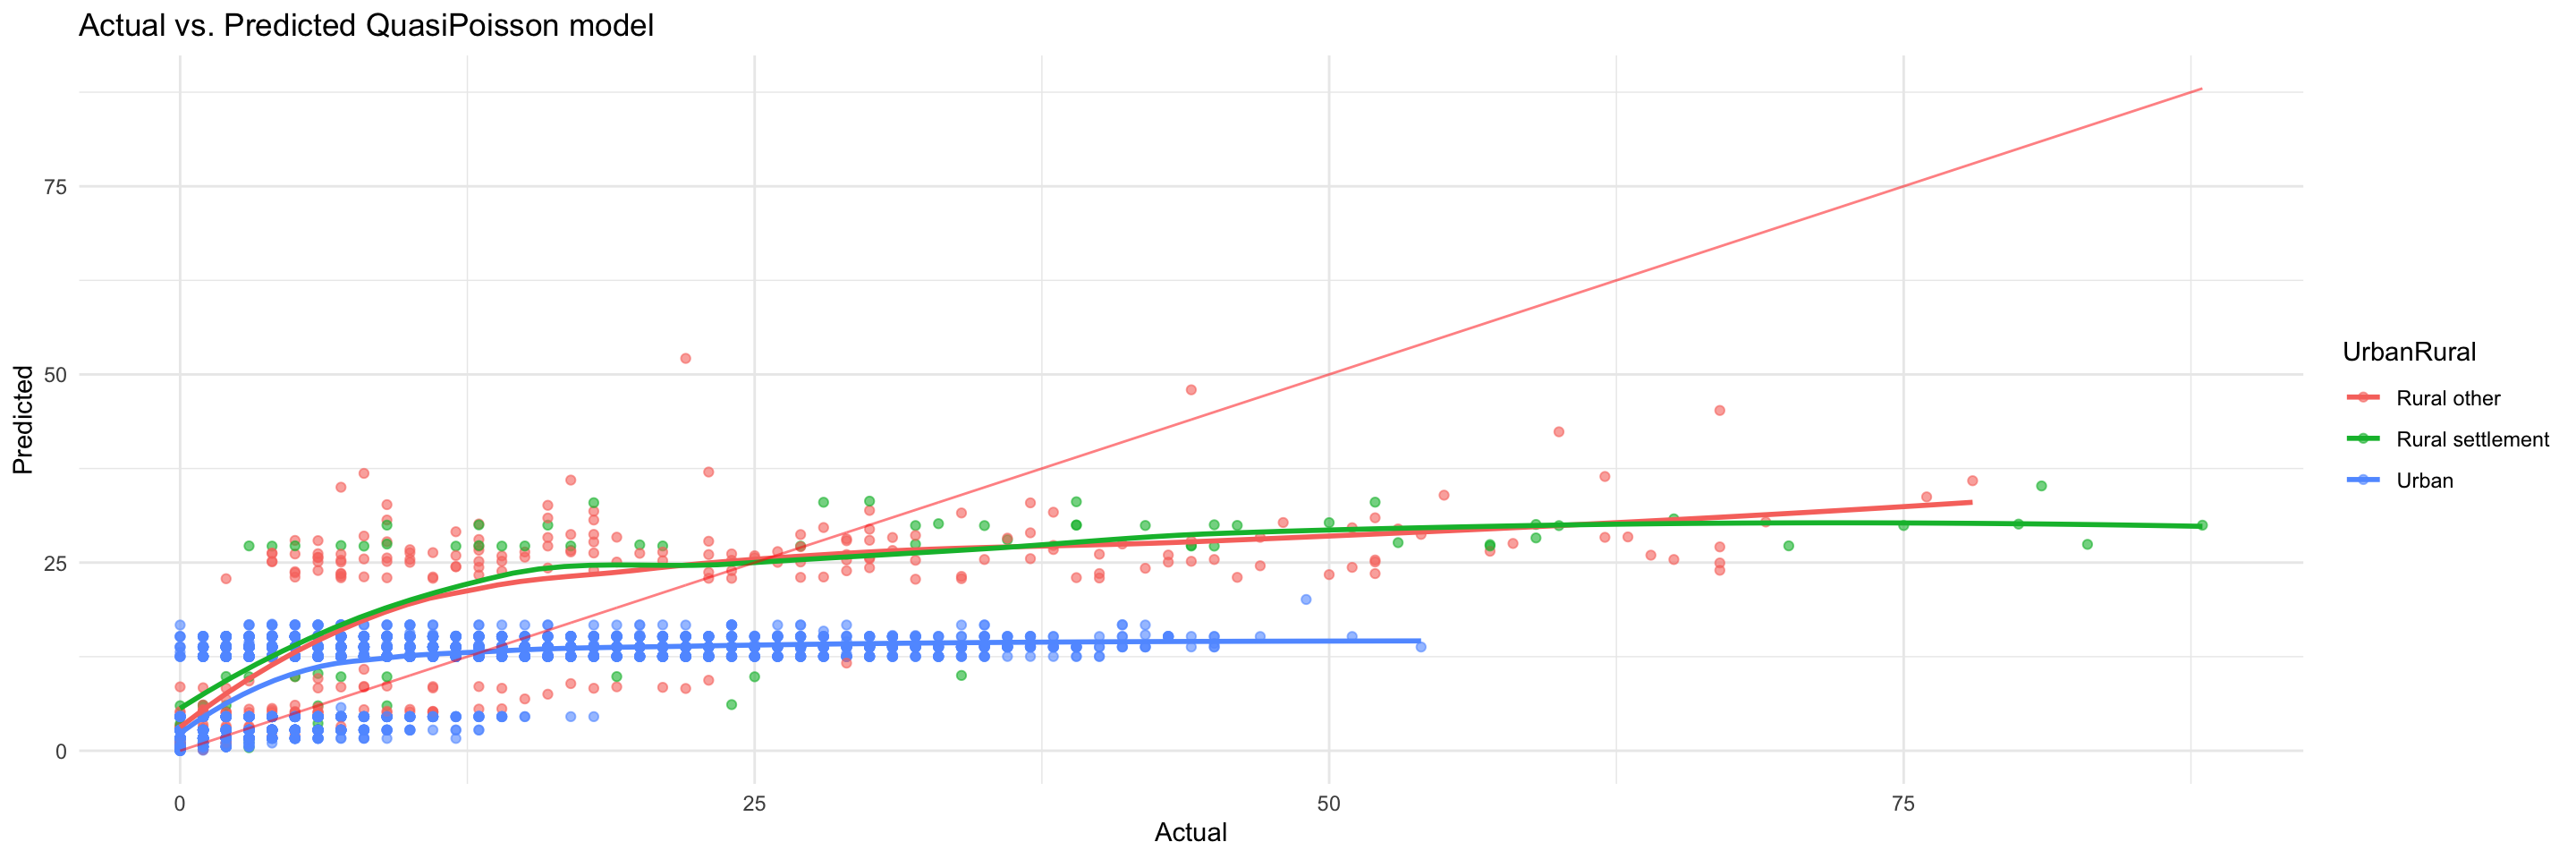 Actual vs. Predicted QuasiPoisson model
75
50
25
0
Predicted
0 25 50 75
Actual
UrbanRural
Rural other
Rural settlement
Urban